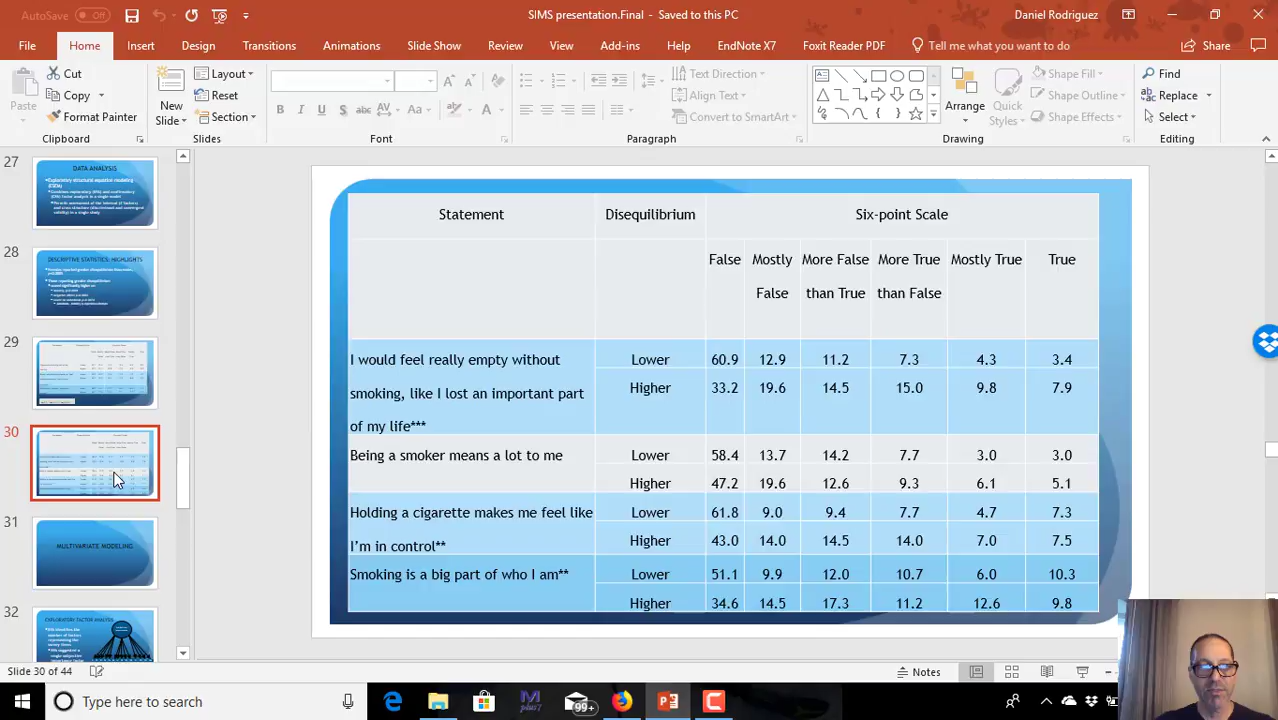 AutoSave Off
SIMS presentation.Final - Saved to this PC
Daniel Rodriguez
File Home Insert Design Transitions Animations Slide Show Review View Add-ins Help EndNote X7 Foxit Reader PDF Tell me what you want to do Share
Paste
Cut
Copy
Format Painter
Clipboard
New
Slide
Layout
Reset
Section
Slides
B I U S abc AV Aa A
Font
Text Direction
Align Text
Convert to SmartArt
Paragraph
Arrange
Quick
Styles
Shape Fill
Shape Outline
Shape Effects
Drawing
Find
Replace
Select
Editing
27
DATA ANALYSIS
28
DESCRIPTIVE STATISTICS: HIGHLIGHTS
29
30
31
MULTIVARIATE MODELING
32
EXPLORATORY FACTOR ANALYSIS
Statement Disequilibrium Six-point Scale
False Mostly More False More True Mostly True True
False than True than False
I would feel really empty without Lower 60.9 12.9 11.2 7.3 4.3 3.4
smoking, like I lost an important part Higher 33.2 19.6 14.5 15.0 9.8 7.9
of my life***
Being a smoker means a lot to me Lower 58.4 13.7 14.2 7.7 3.0 3.0
Higher 47.2 19.6 12.6 9.3 6.1 5.1
Holding a cigarette makes me feel like Lower 61.8 9.0 9.4 7.7 4.7 7.3
I'm in control** Higher 43.0 14.0 14.5 14.0 7.0 7.5
Smoking is a big part of who I am** Lower 51.1 9.9 12.0 10.7 6.0 10.3
Higher 34.6 14.5 17.3 11.2 12.6 9.8
Slide 30 of 44
Notes
Type here to search
99+